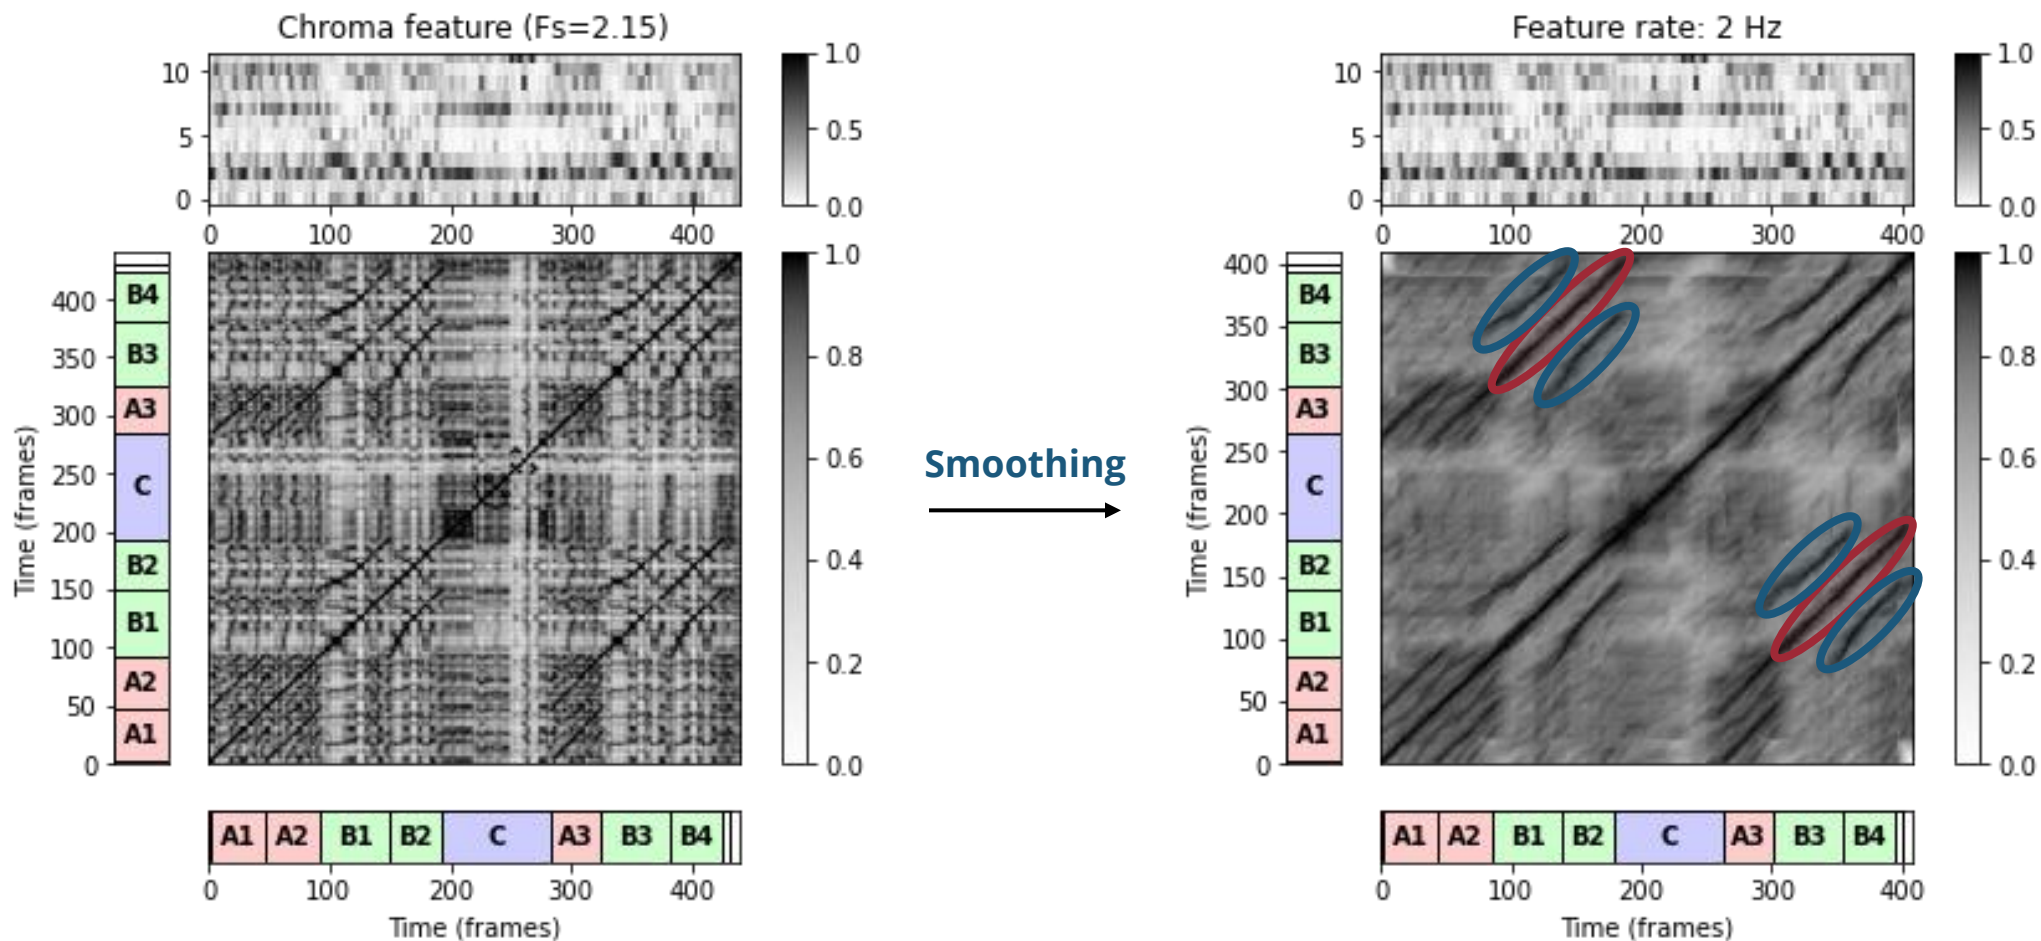 Chroma feature (Fs=2.15)
10
5
0
0 100 200 300 400
1.0
0.5
0.0
400
350
300
250
200
150
100
50
0
Time (frames)
B4
B3
A3
C
B2
B1
A2
A1
1.0
0.8
0.6
0.4
0.2
0.0
A1 A2 B1 B2 C A3 B3 B4
0 100 200 300 400
Time (frames)
Smoothing
Feature rate: 2 Hz
10
5
0
0 100 200 300 400
1.0
0.5
0.0
400
350
300
250
200
150
100
50
0
Time (frames)
B4
B3
A3
C
B2
B1
A2
A1
1.0
0.8
0.6
0.4
0.2
0.0
A1 A2 B1 B2 C A3 B3 B4
0 100 200 300 400
Time (frames)